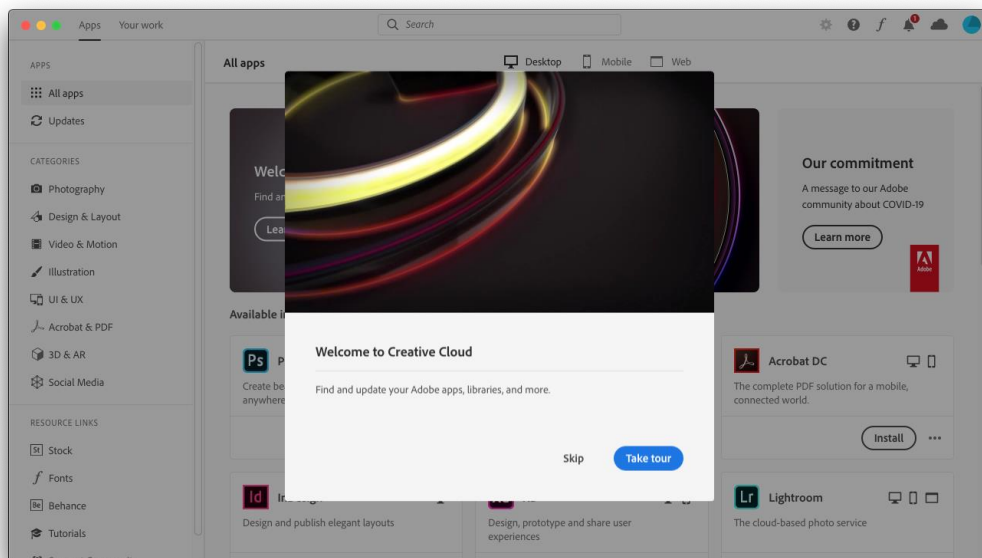 Apps Your work
Search
1
APPS
All apps
Updates
CATEGORIES
Photography
Design & Layout
Video & Motion
Illustration
UI & UX
Acrobat & PDF
3D & AR
Social Media
RESOURCE LINKS
St Stock
Fonts
Be Behance
Tutorials
All apps
Desktop Mobile Web
Find
Our commitment
A message to our Adobe
community about COVID-19
Learn more
Adobe
Available
Welcome to Creative Cloud
Find and update your Adobe apps, libraries, and more.
Skip Take tour
Ps
Create
anywhere
Acrobat DC
The complete PDF solution for a mobile,
connected world.
Install
Id
Design and publish elegant layouts
Design, prototype and share user
experiences
Lr Lightroom
The cloud-based photo service